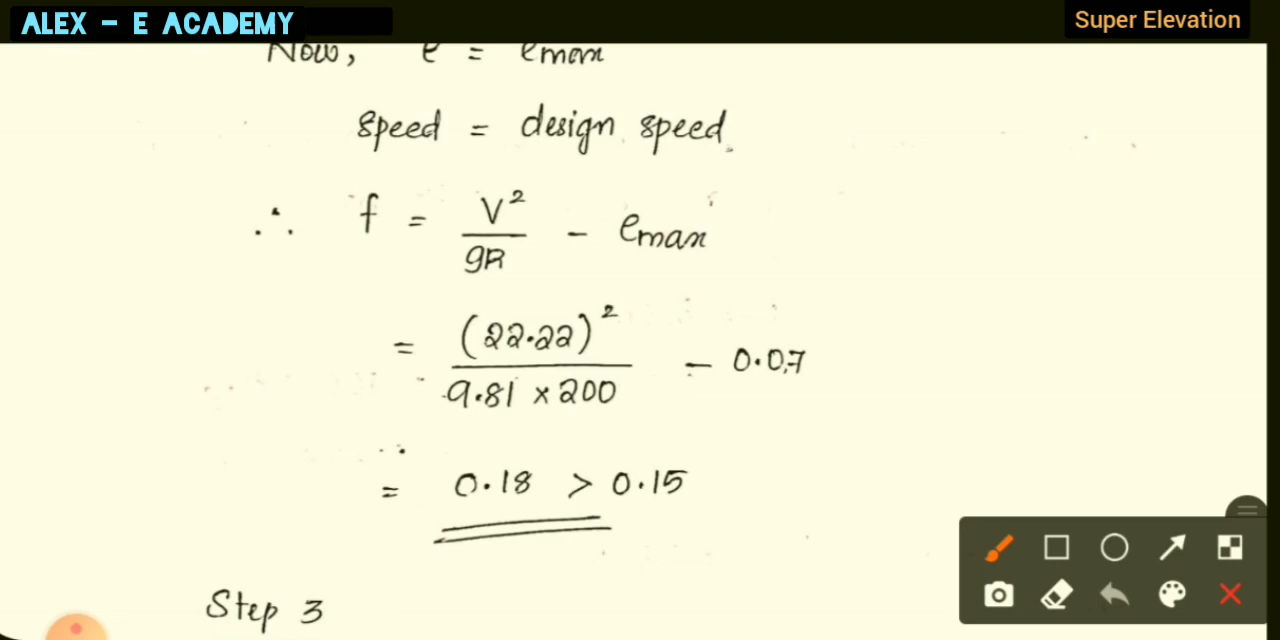 ALEX - E ACADEMY
Super Elevation
Now, e = emax
speed = design speed.
∴ f = V² / gR - emax
= (22.22)² / 9.81 × 200 - 0.07
= 0.18 > 0.15
Step 3